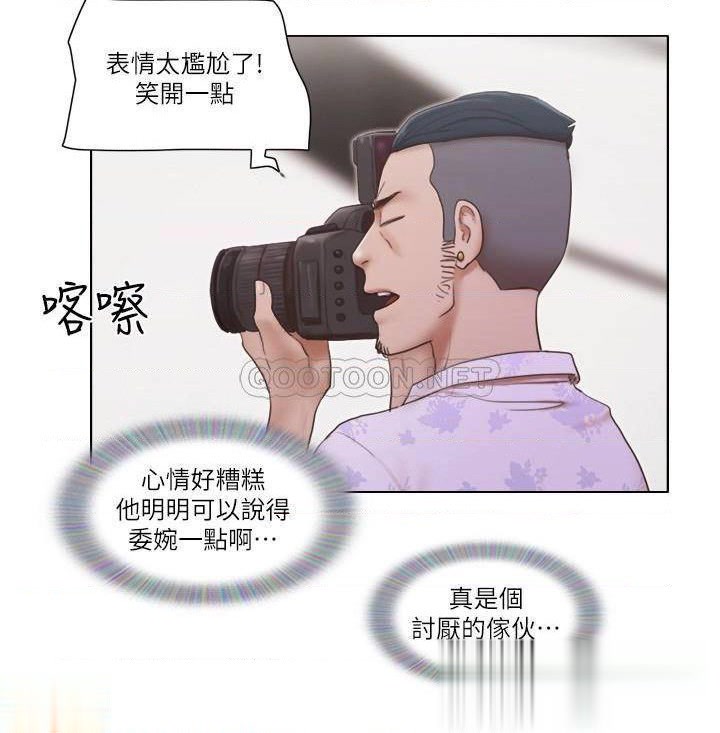 表情太尷尬了!
笑開一點
喀嚓
GOOTOON.NET
心情好糟糕
他明明可以說得
委婉一點啊…
真是個
討厭的傢伙…